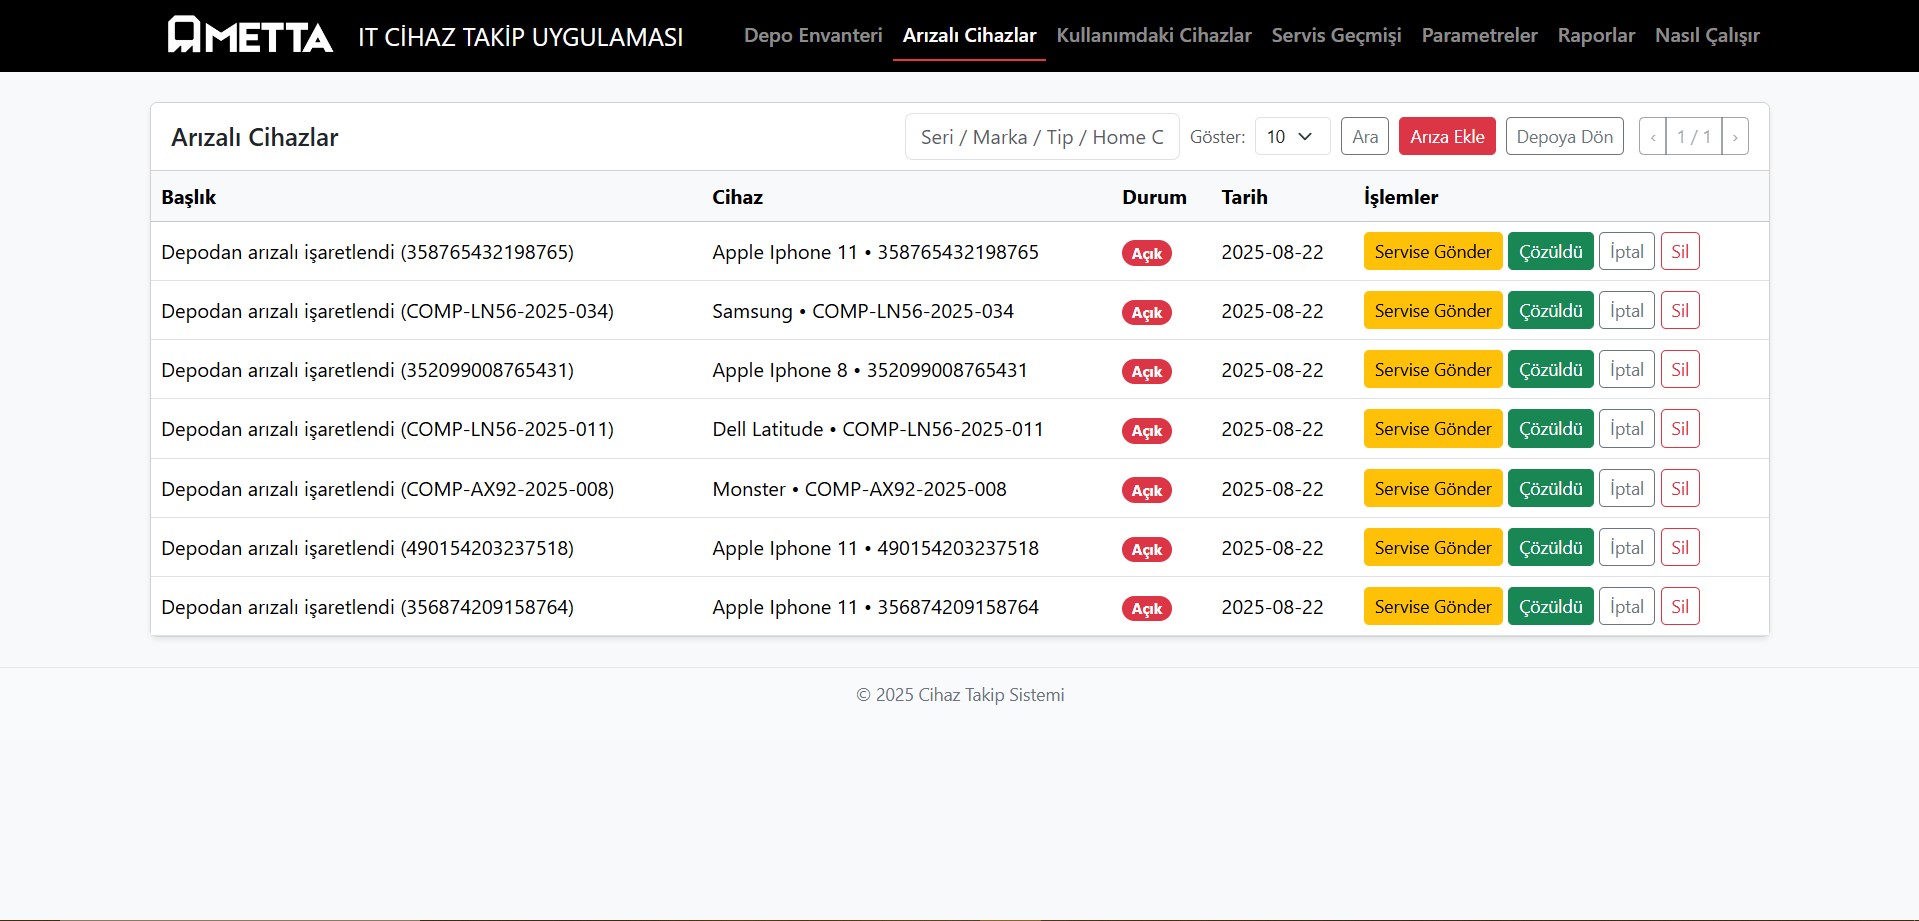 METTA IT CİHAZ TAKİP UYGULAMASI Depo Envanteri Arızalı Cihazlar Kullanımdaki Cihazlar Servis Geçmişi Parametreler Raporlar Nasıl Çalışır
Arızalı Cihazlar Seri / Marka / Tip / Home C Göster: 10 Ara Arıza Ekle Depoya Dön ‹ 1 / 1 ›
Başlık Cihaz Durum Tarih İşlemler
Depodan arızalı işaretlendi (358765432198765) Apple Iphone 11 • 358765432198765 Açık 2025-08-22 Servise Gönder Çözüldü İptal Sil
Depodan arızalı işaretlendi (COMP-LN56-2025-034) Samsung • COMP-LN56-2025-034 Açık 2025-08-22 Servise Gönder Çözüldü İptal Sil
Depodan arızalı işaretlendi (352099008765431) Apple Iphone 8 • 352099008765431 Açık 2025-08-22 Servise Gönder Çözüldü İptal Sil
Depodan arızalı işaretlendi (COMP-LN56-2025-011) Dell Latitude • COMP-LN56-2025-011 Açık 2025-08-22 Servise Gönder Çözüldü İptal Sil
Depodan arızalı işaretlendi (COMP-AX92-2025-008) Monster • COMP-AX92-2025-008 Açık 2025-08-22 Servise Gönder Çözüldü İptal Sil
Depodan arızalı işaretlendi (490154203237518) Apple Iphone 11 • 490154203237518 Açık 2025-08-22 Servise Gönder Çözüldü İptal Sil
Depodan arızalı işaretlendi (356874209158764) Apple Iphone 11 • 356874209158764 Açık 2025-08-22 Servise Gönder Çözüldü İptal Sil
© 2025 Cihaz Takip Sistemi